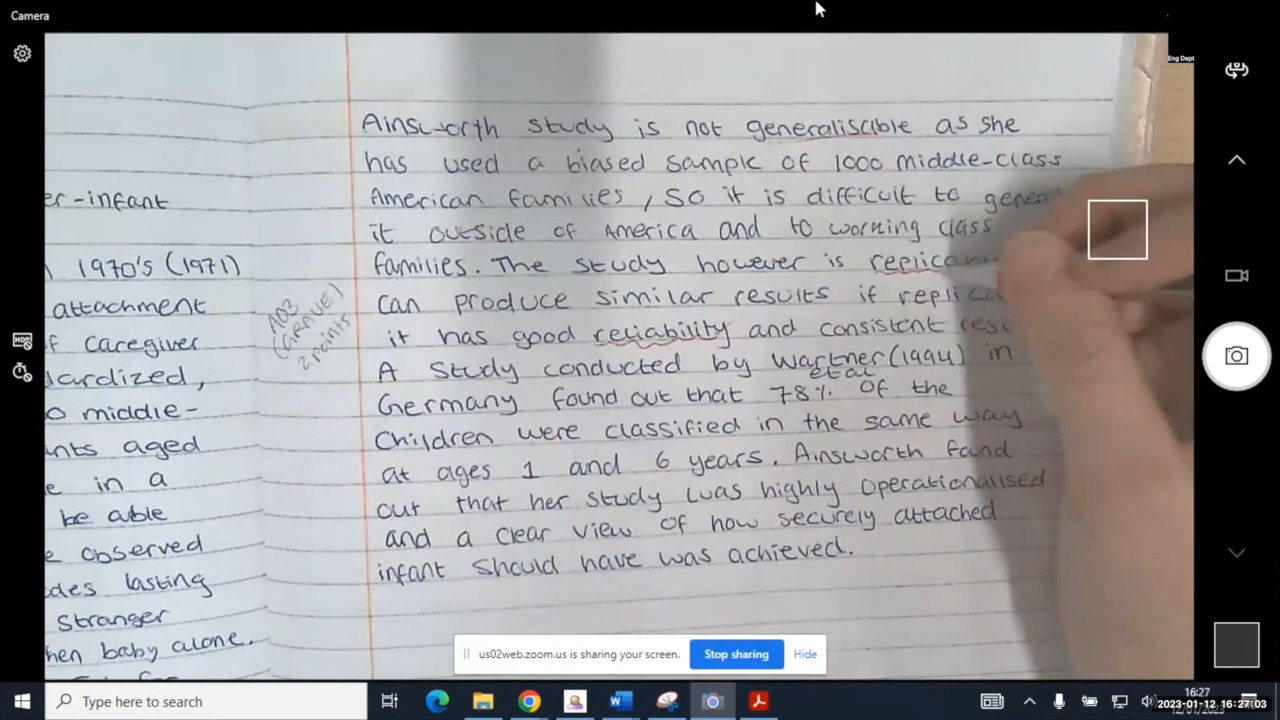 Camera
Eng Dept
Ainsworth study is not generaliscible as she
has used a biased sample of 1000 middle-class
American families, so it is difficult to
it outside of America and to working class
families. The study however is
can produce similar results if
it has good reliability and consistent
A study conducted by Wartner (1994) in
et al
Germany found out that 78% of the
children were classified in the same way
at ages 1 and 6 years. Ainsworth fand
out that her study was highly operationalised
and a clear view of how securely attached
infant should have was achieved.
AO3
(GRAVE)
2 points
er-infant
1970's (1971)
attachment
f caregiver
dardized,
o middle-
nts aged
e in a
be able
e observed
des lasting
stranger
hen baby alone.
us02web.zoom.us is sharing your screen.
Stop sharing
Hide
Type here to search
16:27
2023-01-12 16:27:03